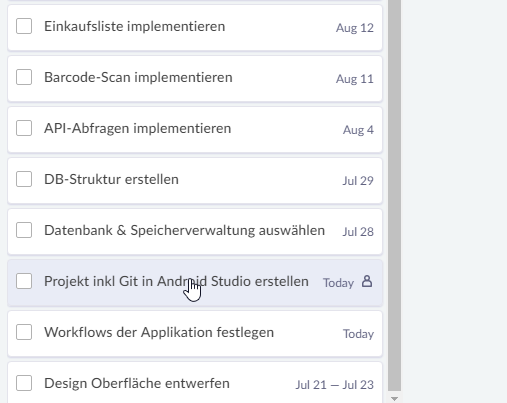 Einkaufsliste implementieren Aug 12
Barcode-Scan implementieren Aug 11
API-Abfragen implementieren Aug 4
DB-Struktur erstellen Jul 29
Datenbank & Speicherverwaltung auswählen Jul 28
Projekt inkl Git in Android Studio erstellen Today
Workflows der Applikation festlegen Today
Design Oberfläche entwerfen Jul 21 — Jul 23